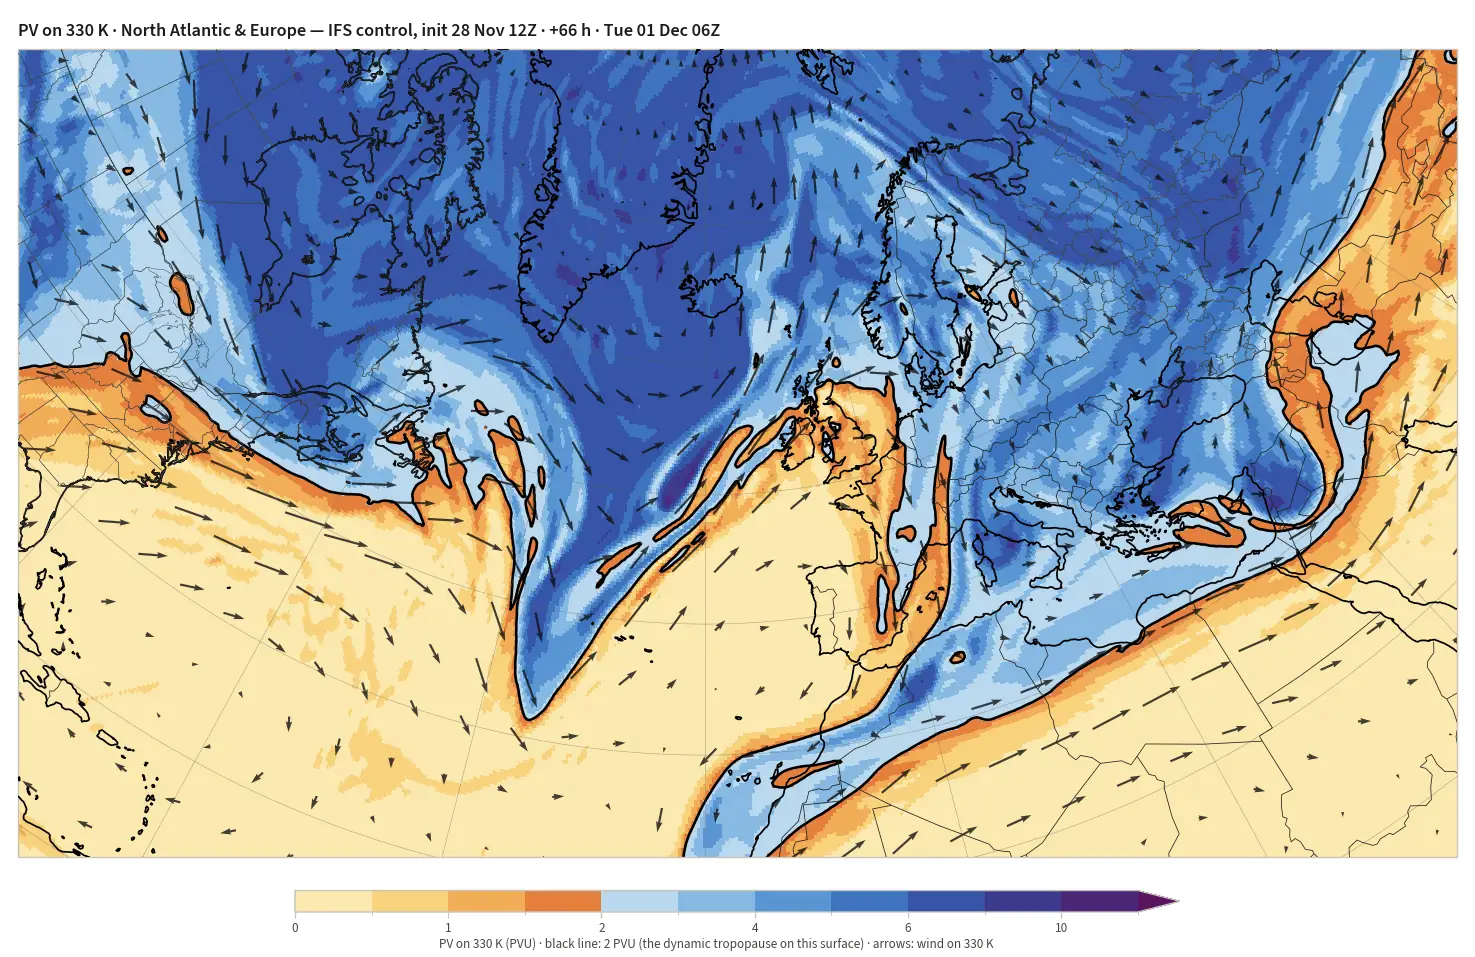 PV on 330 K · North Atlantic & Europe — IFS control, init 28 Nov 12Z · +66 h · Tue 01 Dec 06Z
0 1 2 4 6 10
PV on 330 K (PVU) · black line: 2 PVU (the dynamic tropopause on this surface) · arrows: wind on 330 K